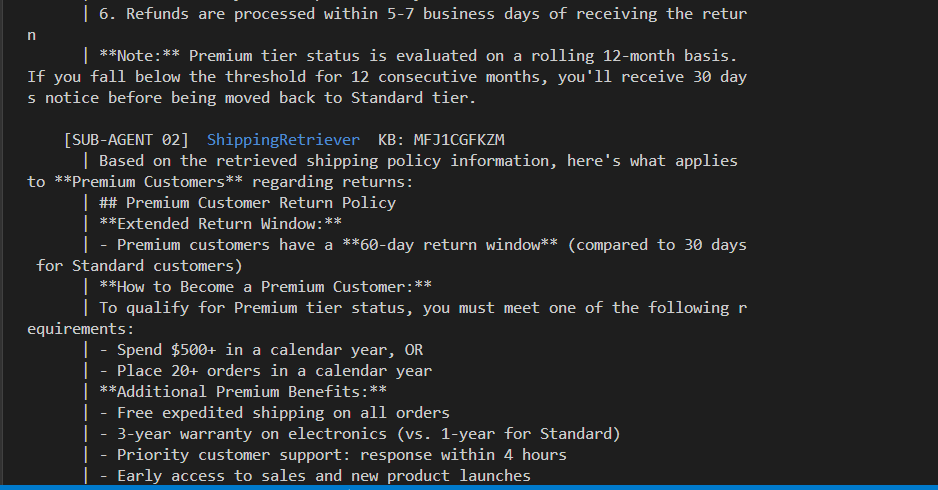 | 6. Refunds are processed within 5-7 business days of receiving the retur
n
| **Note:** Premium tier status is evaluated on a rolling 12-month basis.
If you fall below the threshold for 12 consecutive months, you'll receive 30 day
s notice before being moved back to Standard tier.
[SUB-AGENT 02] ShippingRetriever KB: MFJ1CGFKZM
| Based on the retrieved shipping policy information, here's what applies
to **Premium Customers** regarding returns:
| ## Premium Customer Return Policy
| **Extended Return Window:**
| - Premium customers have a **60-day return window** (compared to 30 days
for Standard customers)
| **How to Become a Premium Customer:**
| To qualify for Premium tier status, you must meet one of the following r
equirements:
| - Spend $500+ in a calendar year, OR
| - Place 20+ orders in a calendar year
| **Additional Premium Benefits:**
| - Free expedited shipping on all orders
| - 3-year warranty on electronics (vs. 1-year for Standard)
| - Priority customer support: response within 4 hours
| - Early access to sales and new product launches